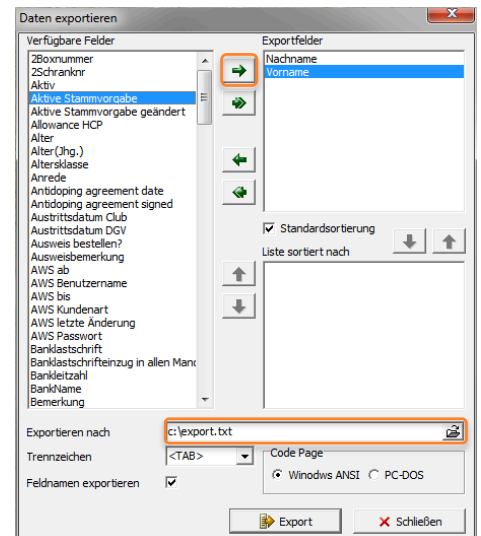 Daten exportieren
Verfügbare Felder
2Boxnummer
2Schranknr
Aktiv
Aktive Stammvorgabe
Aktive Stammvorgabe geändert
Allowance HCP
Alter
Alter(Jhg.)
Altersklasse
Anrede
Antidoping agreement date
Antidoping agreement signed
Austrittsdatum Club
Austrittsdatum DGV
Ausweis bestellen?
Ausweisbemerkung
AWS ab
AWS Benutzername
AWS bis
AWS Kundenart
AWS letzte Änderung
AWS Passwort
Banklastschrift
Banklastschrifteinzug in allen Mand
Bankleitzahl
BankName
Bemerkung
Exportfelder
Nachname
Vorname
Standardsortierung
Liste sortiert nach
Exportieren nach
c:\export.txt
Trennzeichen
<TAB>
Feldnamen exportieren
Code Page
Winodws ANSI
PC-DOS
Export
Schließen